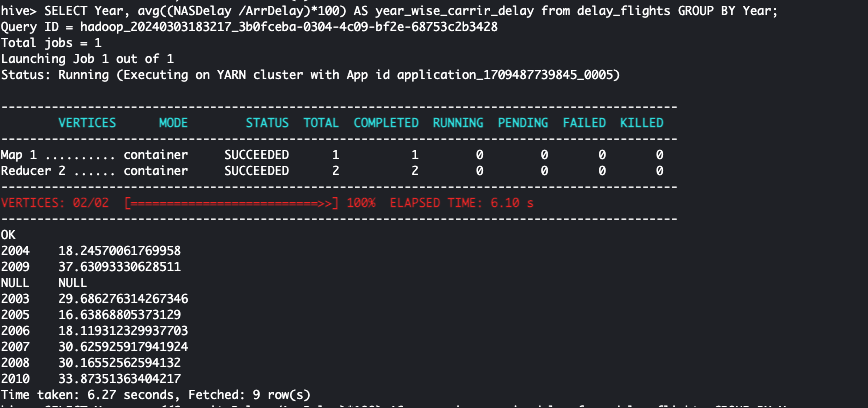 hive> SELECT Year, avg((NASDelay /ArrDelay)*100) AS year_wise_carrir_delay from delay_flights GROUP BY Year;
Query ID = hadoop_20240303183217_3b0fceba-0304-4c09-bf2e-68753c2b3428
Total jobs = 1
Launching Job 1 out of 1
Status: Running (Executing on YARN cluster with App id application_1709487739845_0005)
----------------------------------------------------------------------------------------------
VERTICES MODE STATUS TOTAL COMPLETED RUNNING PENDING FAILED KILLED
----------------------------------------------------------------------------------------------
Map 1 .......... container SUCCEEDED 1 1 0 0 0 0
Reducer 2 ...... container SUCCEEDED 2 2 0 0 0 0
----------------------------------------------------------------------------------------------
VERTICES: 02/02 [==========================>>] 100% ELAPSED TIME: 6.10 s
----------------------------------------------------------------------------------------------
OK
2004 18.24570061769958
2009 37.63093330628511
NULL NULL
2003 29.686276314267346
2005 16.63868805373129
2006 18.119312329937703
2007 30.625925917941924
2008 30.16552562594132
2010 33.87351363404217
Time taken: 6.27 seconds, Fetched: 9 row(s)